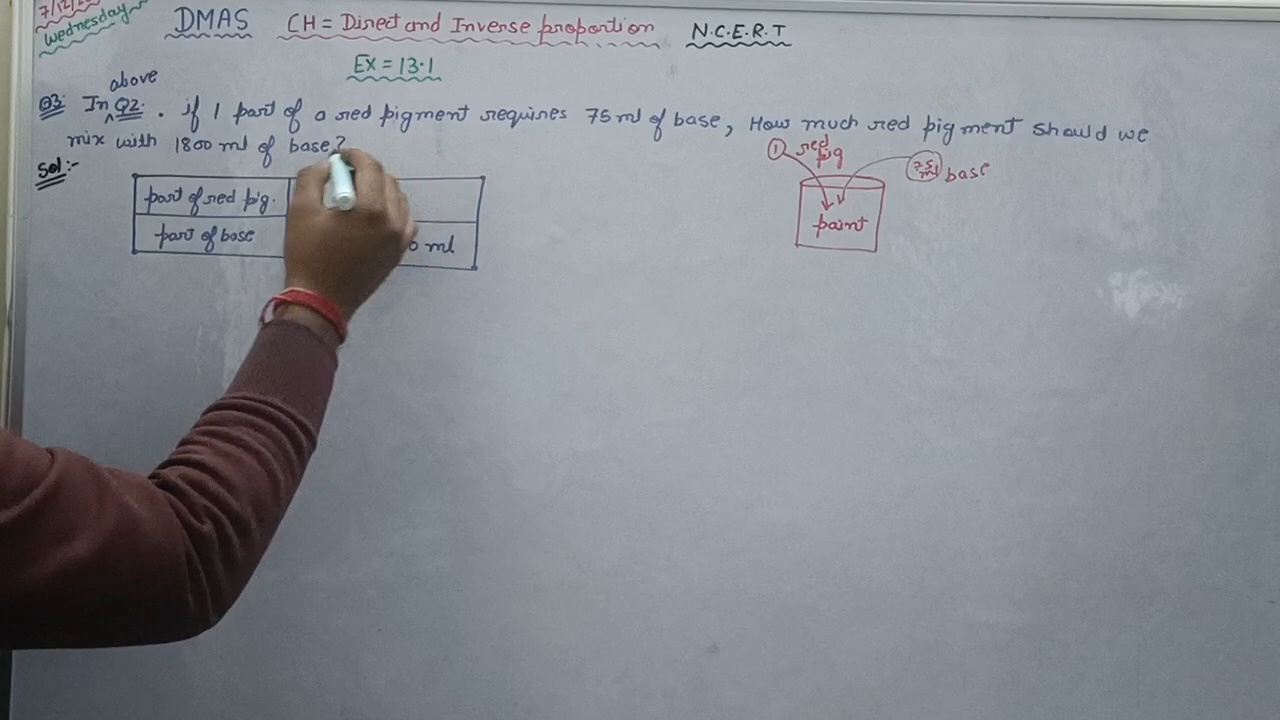 7/12/
Wednesday
DMAS CH = Direct and Inverse proportion N.C.E.R.T
EX = 13.1
above
Q3: In ^ Q2. . if 1 part of a red pigment requires 75 ml of base, How much red pigment should we
mix with 1800 ml of base?
Sol:-
part of red pig.
part of base ml
1 red pig
75 ml base
paint